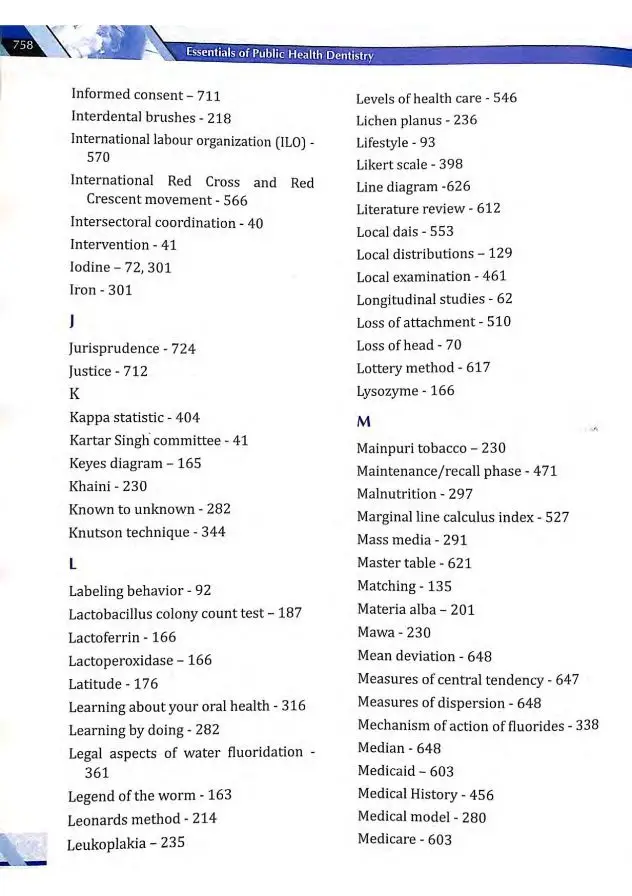 758
Essentials of Public Health Dentistry
Informed consent – 711
Interdental brushes - 218
International labour organization (ILO) -
570
International Red Cross and Red
Crescent movement - 566
Intersectoral coordination - 40
Intervention - 41
Iodine – 72, 301
Iron - 301
J
Jurisprudence - 724
Justice - 712
K
Kappa statistic - 404
Kartar Singh committee - 41
Keyes diagram – 165
Khaini - 230
Known to unknown - 282
Knutson technique - 344
L
Labeling behavior - 92
Lactobacillus colony count test – 187
Lactoferrin - 166
Lactoperoxidase – 166
Latitude - 176
Learning about your oral health - 316
Learning by doing - 282
Legal aspects of water fluoridation -
361
Legend of the worm - 163
Leonards method - 214
Leukoplakia – 235
Levels of health care - 546
Lichen planus - 236
Lifestyle - 93
Likert scale - 398
Line diagram -626
Literature review - 612
Local dais - 553
Local distributions – 129
Local examination - 461
Longitudinal studies - 62
Loss of attachment - 510
Loss of head - 70
Lottery method - 617
Lysozyme - 166
M
Mainpuri tobacco – 230
Maintenance/recall phase - 471
Malnutrition - 297
Marginal line calculus index - 527
Mass media - 291
Master table - 621
Matching - 135
Materia alba – 201
Mawa - 230
Mean deviation - 648
Measures of central tendency - 647
Measures of dispersion - 648
Mechanism of action of fluorides - 338
Median - 648
Medicaid – 603
Medical History - 456
Medical model - 280
Medicare - 603